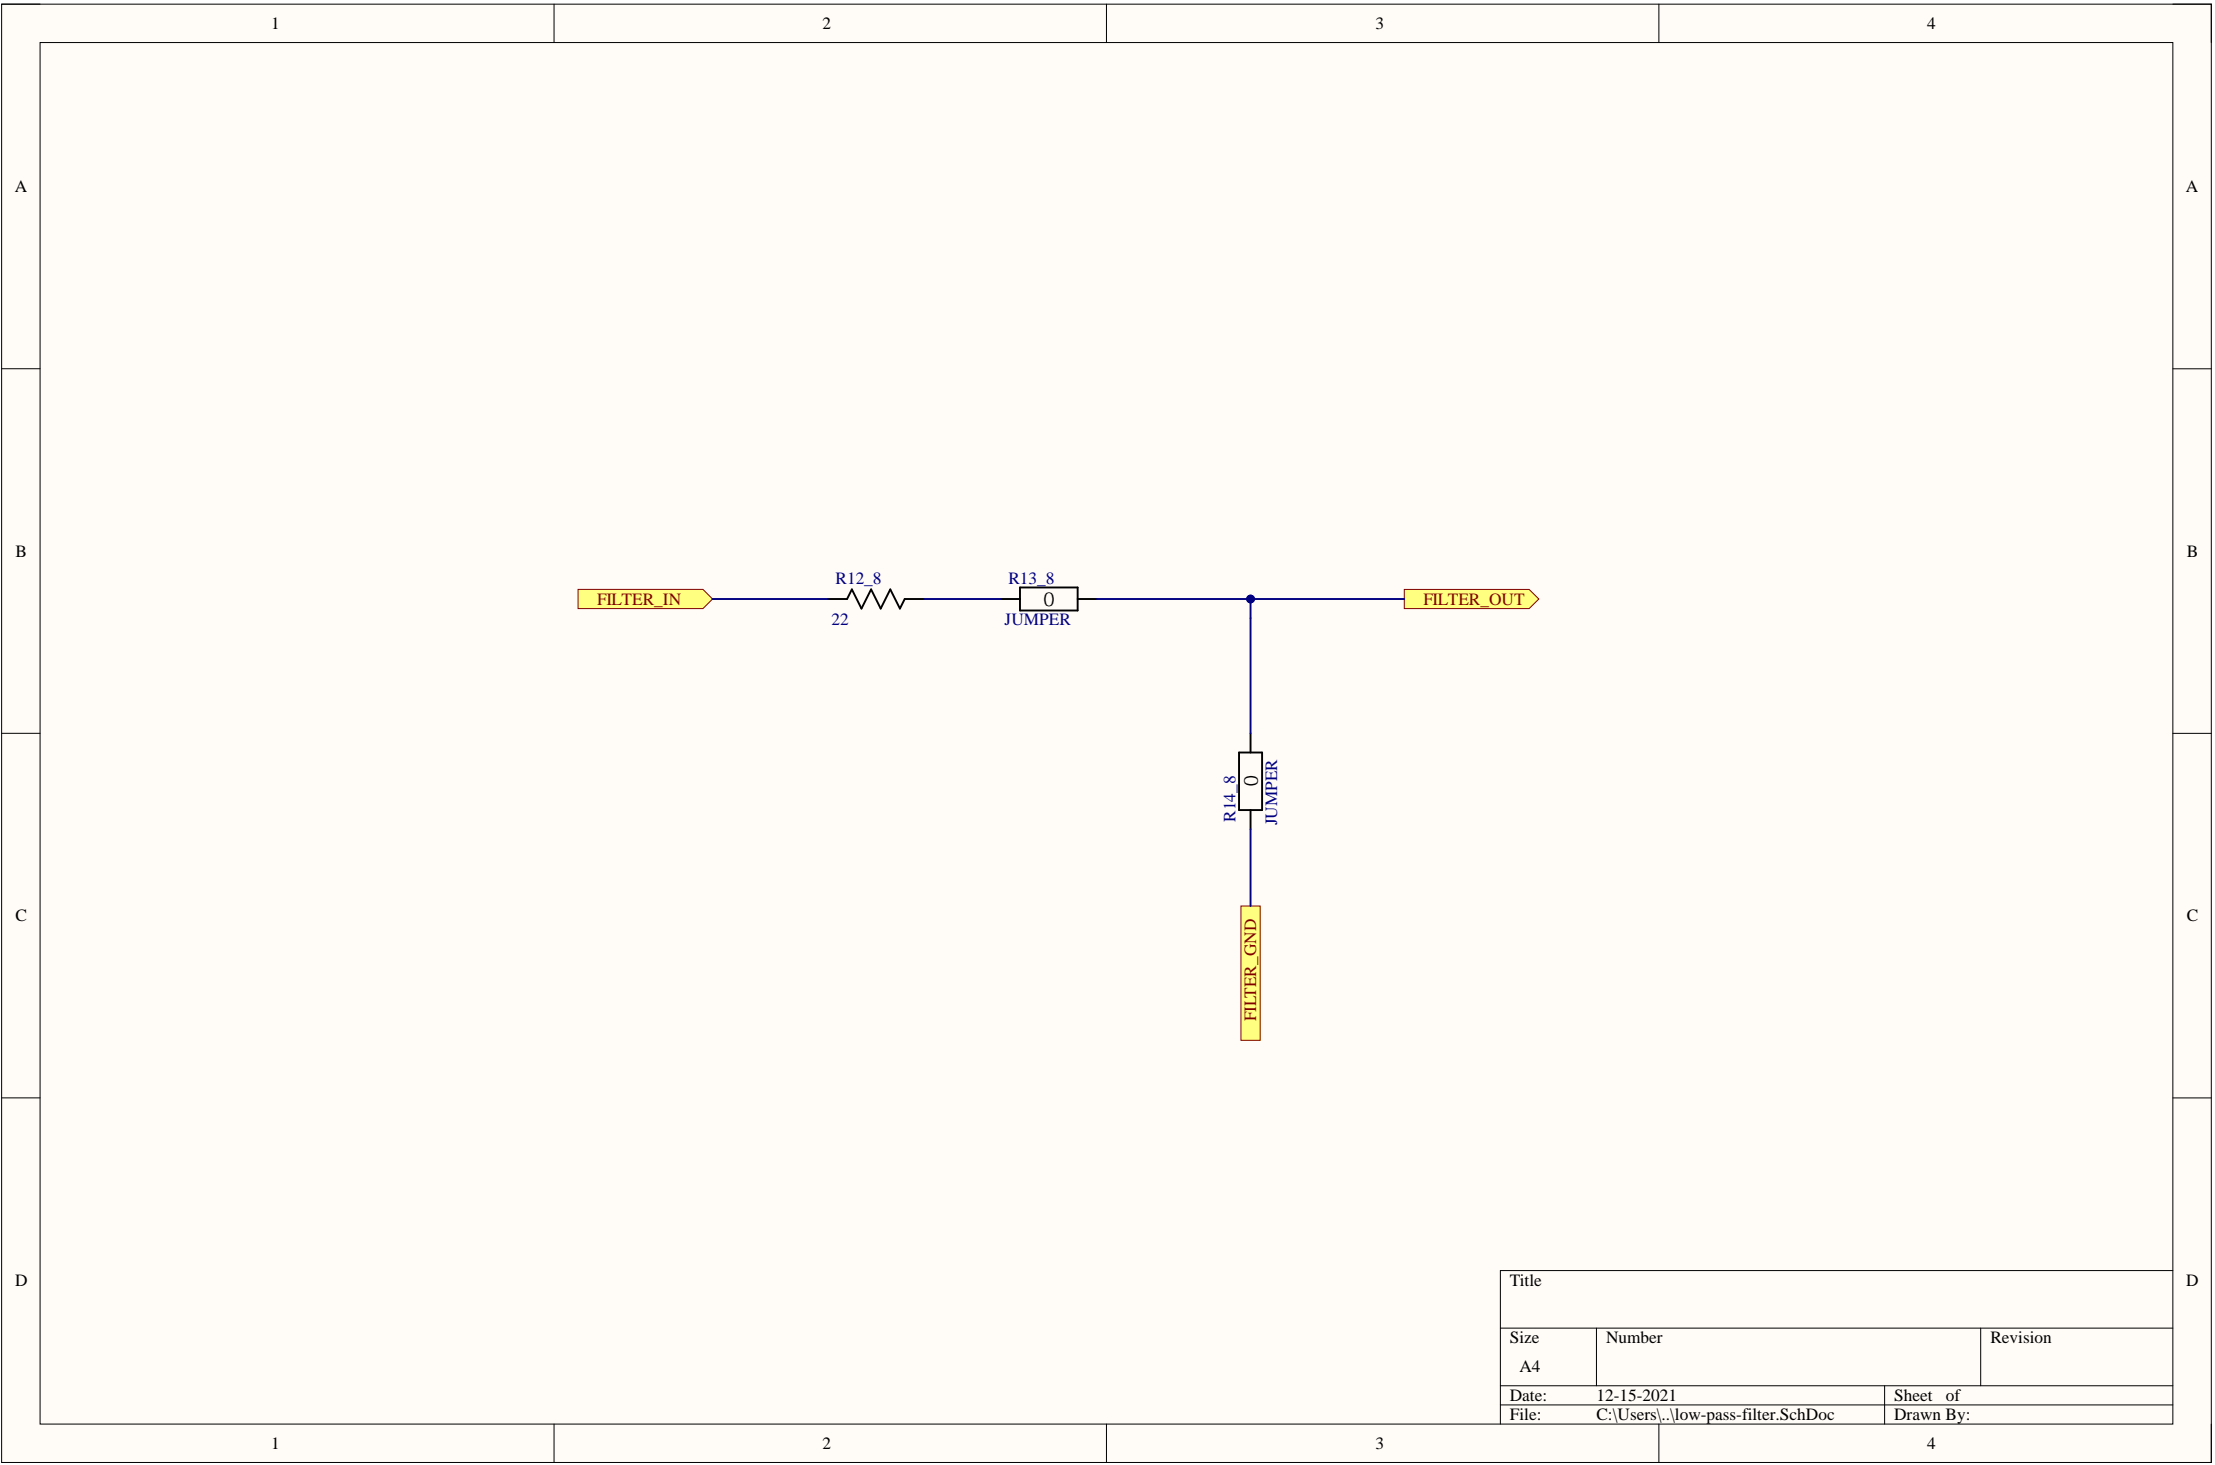 1 2 3 4
A A
B B
R12_8 R13_8
FILTER_IN 0 FILTER_OUT
22 JUMPER
R14_8 0 JUMPER
C C
FILTER_GND
D D
Title
Size Number Revision
A4
Date: 12-15-2021 Sheet of
File: C:\Users\..\low-pass-filter.SchDoc Drawn By:
1 2 3 4